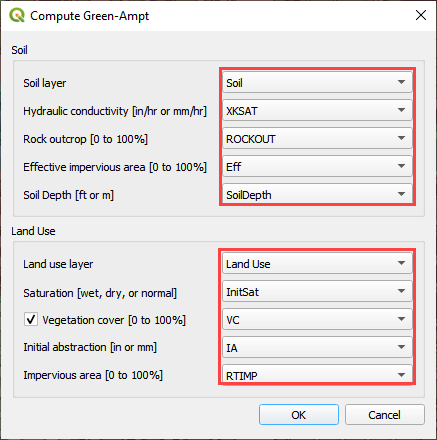 Compute Green-Ampt
Soil
Soil layer Soil
Hydraulic conductivity [in/hr or mm/hr] XKSAT
Rock outcrop [0 to 100%] ROCKOUT
Effective impervious area [0 to 100%] Eff
Soil Depth [ft or m] SoilDepth
Land Use
Land use layer Land Use
Saturation [wet, dry, or normal] InitSat
Vegetation cover [0 to 100%] VC
Initial abstraction [in or mm] IA
Impervious area [0 to 100%] RTIMP
OK Cancel